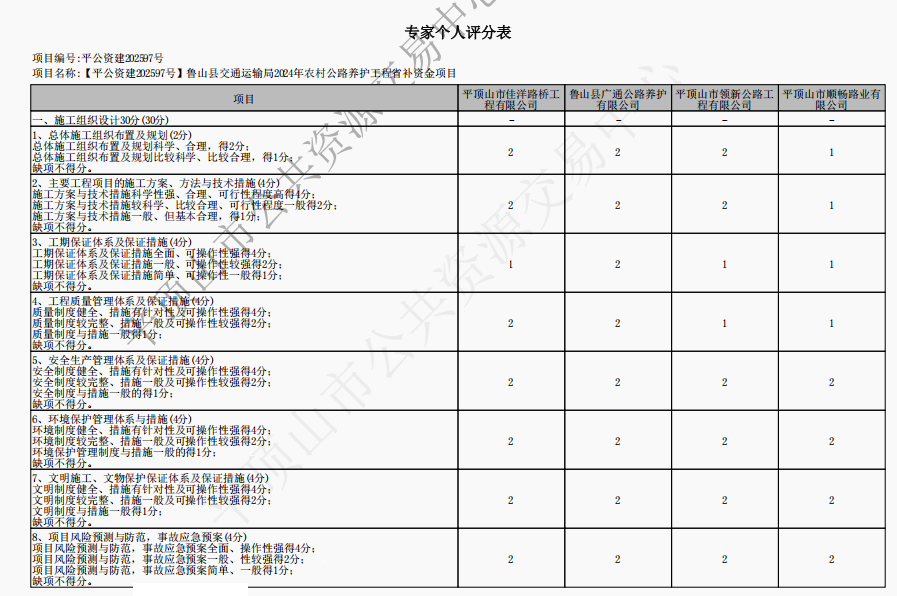 专家个人评分表
项目编号:平公资建202597号
项目名称:【平公资建202597号】鲁山县交通运输局2024年农村公路养护工程省补资金项目
项目 平顶山市佳洋路桥工程有限公司 鲁山县广通公路养护有限公司 平顶山市领新公路工程有限公司 平顶山市顺畅路业有限公司
一、施工组织设计30分(30分) - - - -
1、总体施工组织布置及规划(2分)
总体施工组织布置及规划科学、合理，得2分；
总体施工组织布置及规划比较科学、比较合理，得1分；
缺项不得分。
2 2 2 1
2、主要工程项目的施工方案、方法与技术措施(4分)
施工方案与技术措施科学性强、合理、可行性程度高得4分；
施工方案与技术措施较科学、比较合理、可行性程度一般得2分；
施工方案与技术措施一般、但基本合理，得1分；
缺项不得分。
2 2 2 1
3、工期保证体系及保证措施(4分)
工期保证体系及保证措施全面、可操作性强得4分；
工期保证体系及保证措施一般、可操作性较强得2分；
工期保证体系及保证措施简单、可操作性一般得1分；
缺项不得分。
1 2 1 1
4、工程质量管理体系及保证措施(4分)
质量制度健全、措施有针对性及可操作性强得4分；
质量制度较完整、措施一般及可操作性较强得2分；
质量制度与措施一般得1分；
缺项不得分。
2 2 1 1
5、安全生产管理体系及保证措施(4分)
安全制度健全、措施有针对性及可操作性强得4分；
安全制度较完整、措施一般及可操作性较强得2分；
安全制度与措施一般的得1分；
缺项不得分。
2 2 2 2
6、环境保护管理体系与措施(4分)
环境制度健全、措施有针对性及可操作性强得4分；
环境制度较完整、措施一般及可操作性较强得2分；
环境保护管理制度与措施一般的得1分；
缺项不得分。
2 2 2 2
7、文明施工、文物保护保证体系及保证措施(4分)
文明制度健全、措施有针对性及可操作性强得4分；
文明制度较完整、措施一般及可操作性较强得2分；
文明制度与措施一般得1分；
缺项不得分。
2 2 2 2
8、项目风险预测与防范，事故应急预案(4分)
项目风险预测与防范，事故应急预案全面、操作性强得4分；
项目风险预测与防范，事故应急预案一般、性较强得2分；
项目风险预测与防范，事故应急预案简单、一般得1分；
缺项不得分。
2 2 2 2
平顶山市公共资源交易中心
平顶山市公共资源交易中心